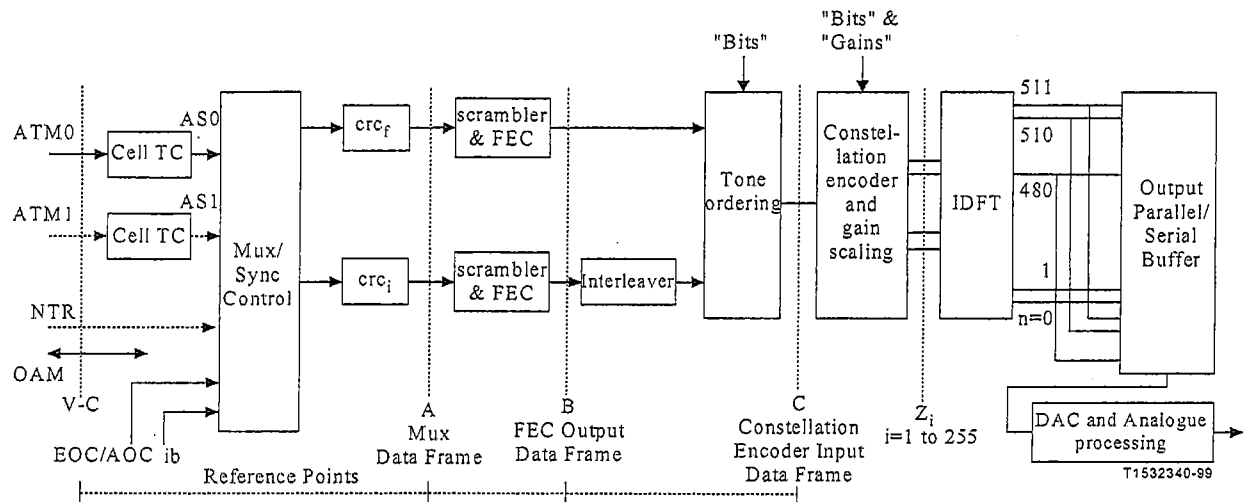 "Bits"
"Bits" &
"Gains"
ATM0
Cell TC
AS0
ATM1
Cell TC
AS1
NTR
OAM
V-C
EOC/AOC ib
Mux/
Sync
Control
crcf
crci
scrambler
& FEC
scrambler
& FEC
Interleaver
Tone
ordering
Constel-
lation
encoder
and
gain
scaling
IDFT
511
510
480
1
n=0
Output
Parallel/
Serial
Buffer
A
Mux
Data Frame
B
FEC Output
Data Frame
C
Constellation
Encoder Input
Data Frame
Zi
i=1 to 255
DAC and Analogue
processing
T1532340-99
Reference Points